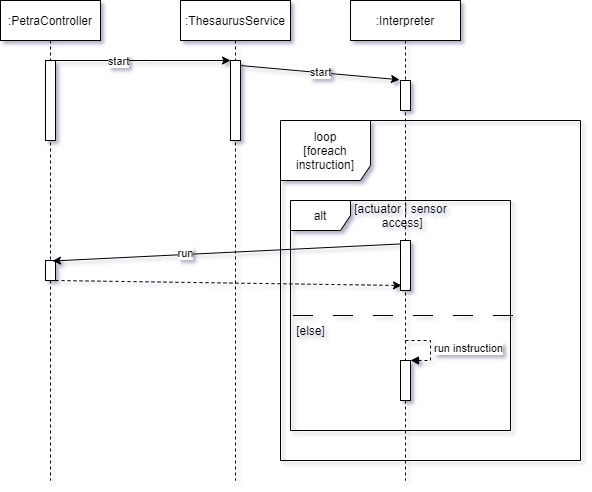 :PetraController
:ThesaurusService
:Interpreter
start
start
loop
[foreach
instruction]
alt
[actuator | sensor
access]
run
[else]
run instruction